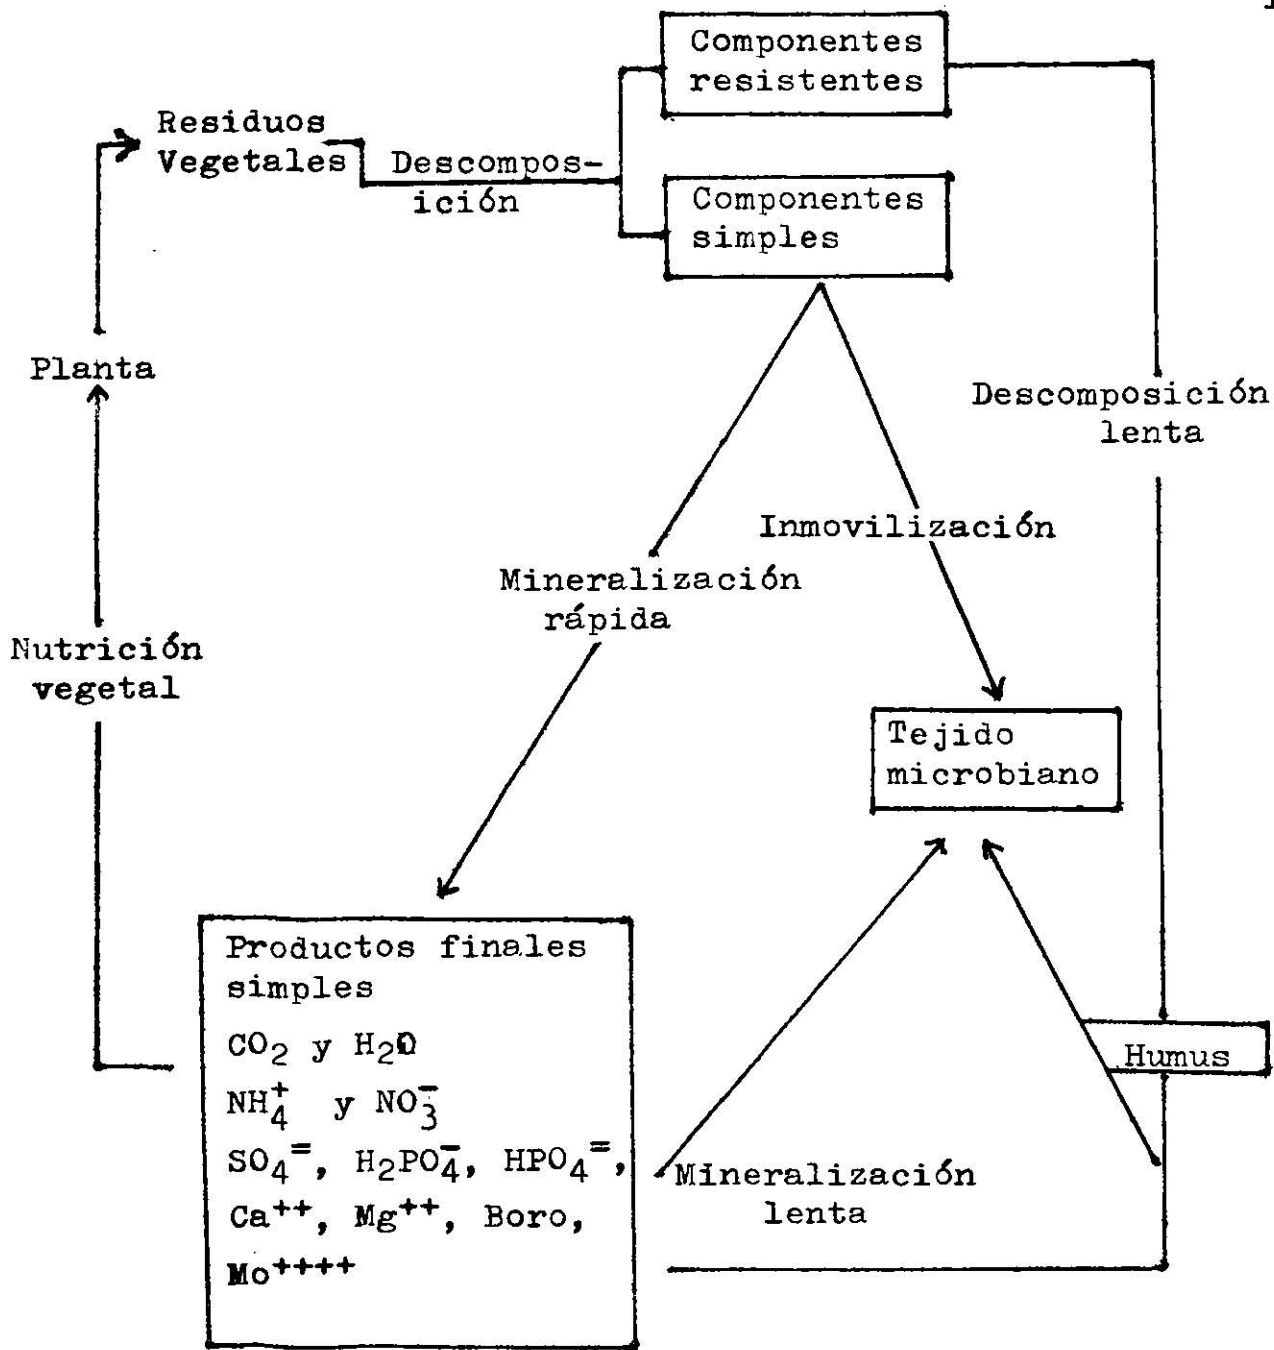 Componentes
resistentes
Residuos
Vegetales
Descompos-
ición
Componentes
simples
Planta
Descomposición
lenta
Inmovilización
Mineralización
rápida
Nutrición
vegetal
Tejido
microbiano
Productos finales
simples
CO₂ y H₂O
NH₄⁺ y NO₃⁻
SO₄⁼, H₂PO₄⁻, HPO₄⁼,
Ca⁺⁺, Mg⁺⁺, Boro,
Mo⁺⁺⁺⁺
Humus
Mineralización
lenta